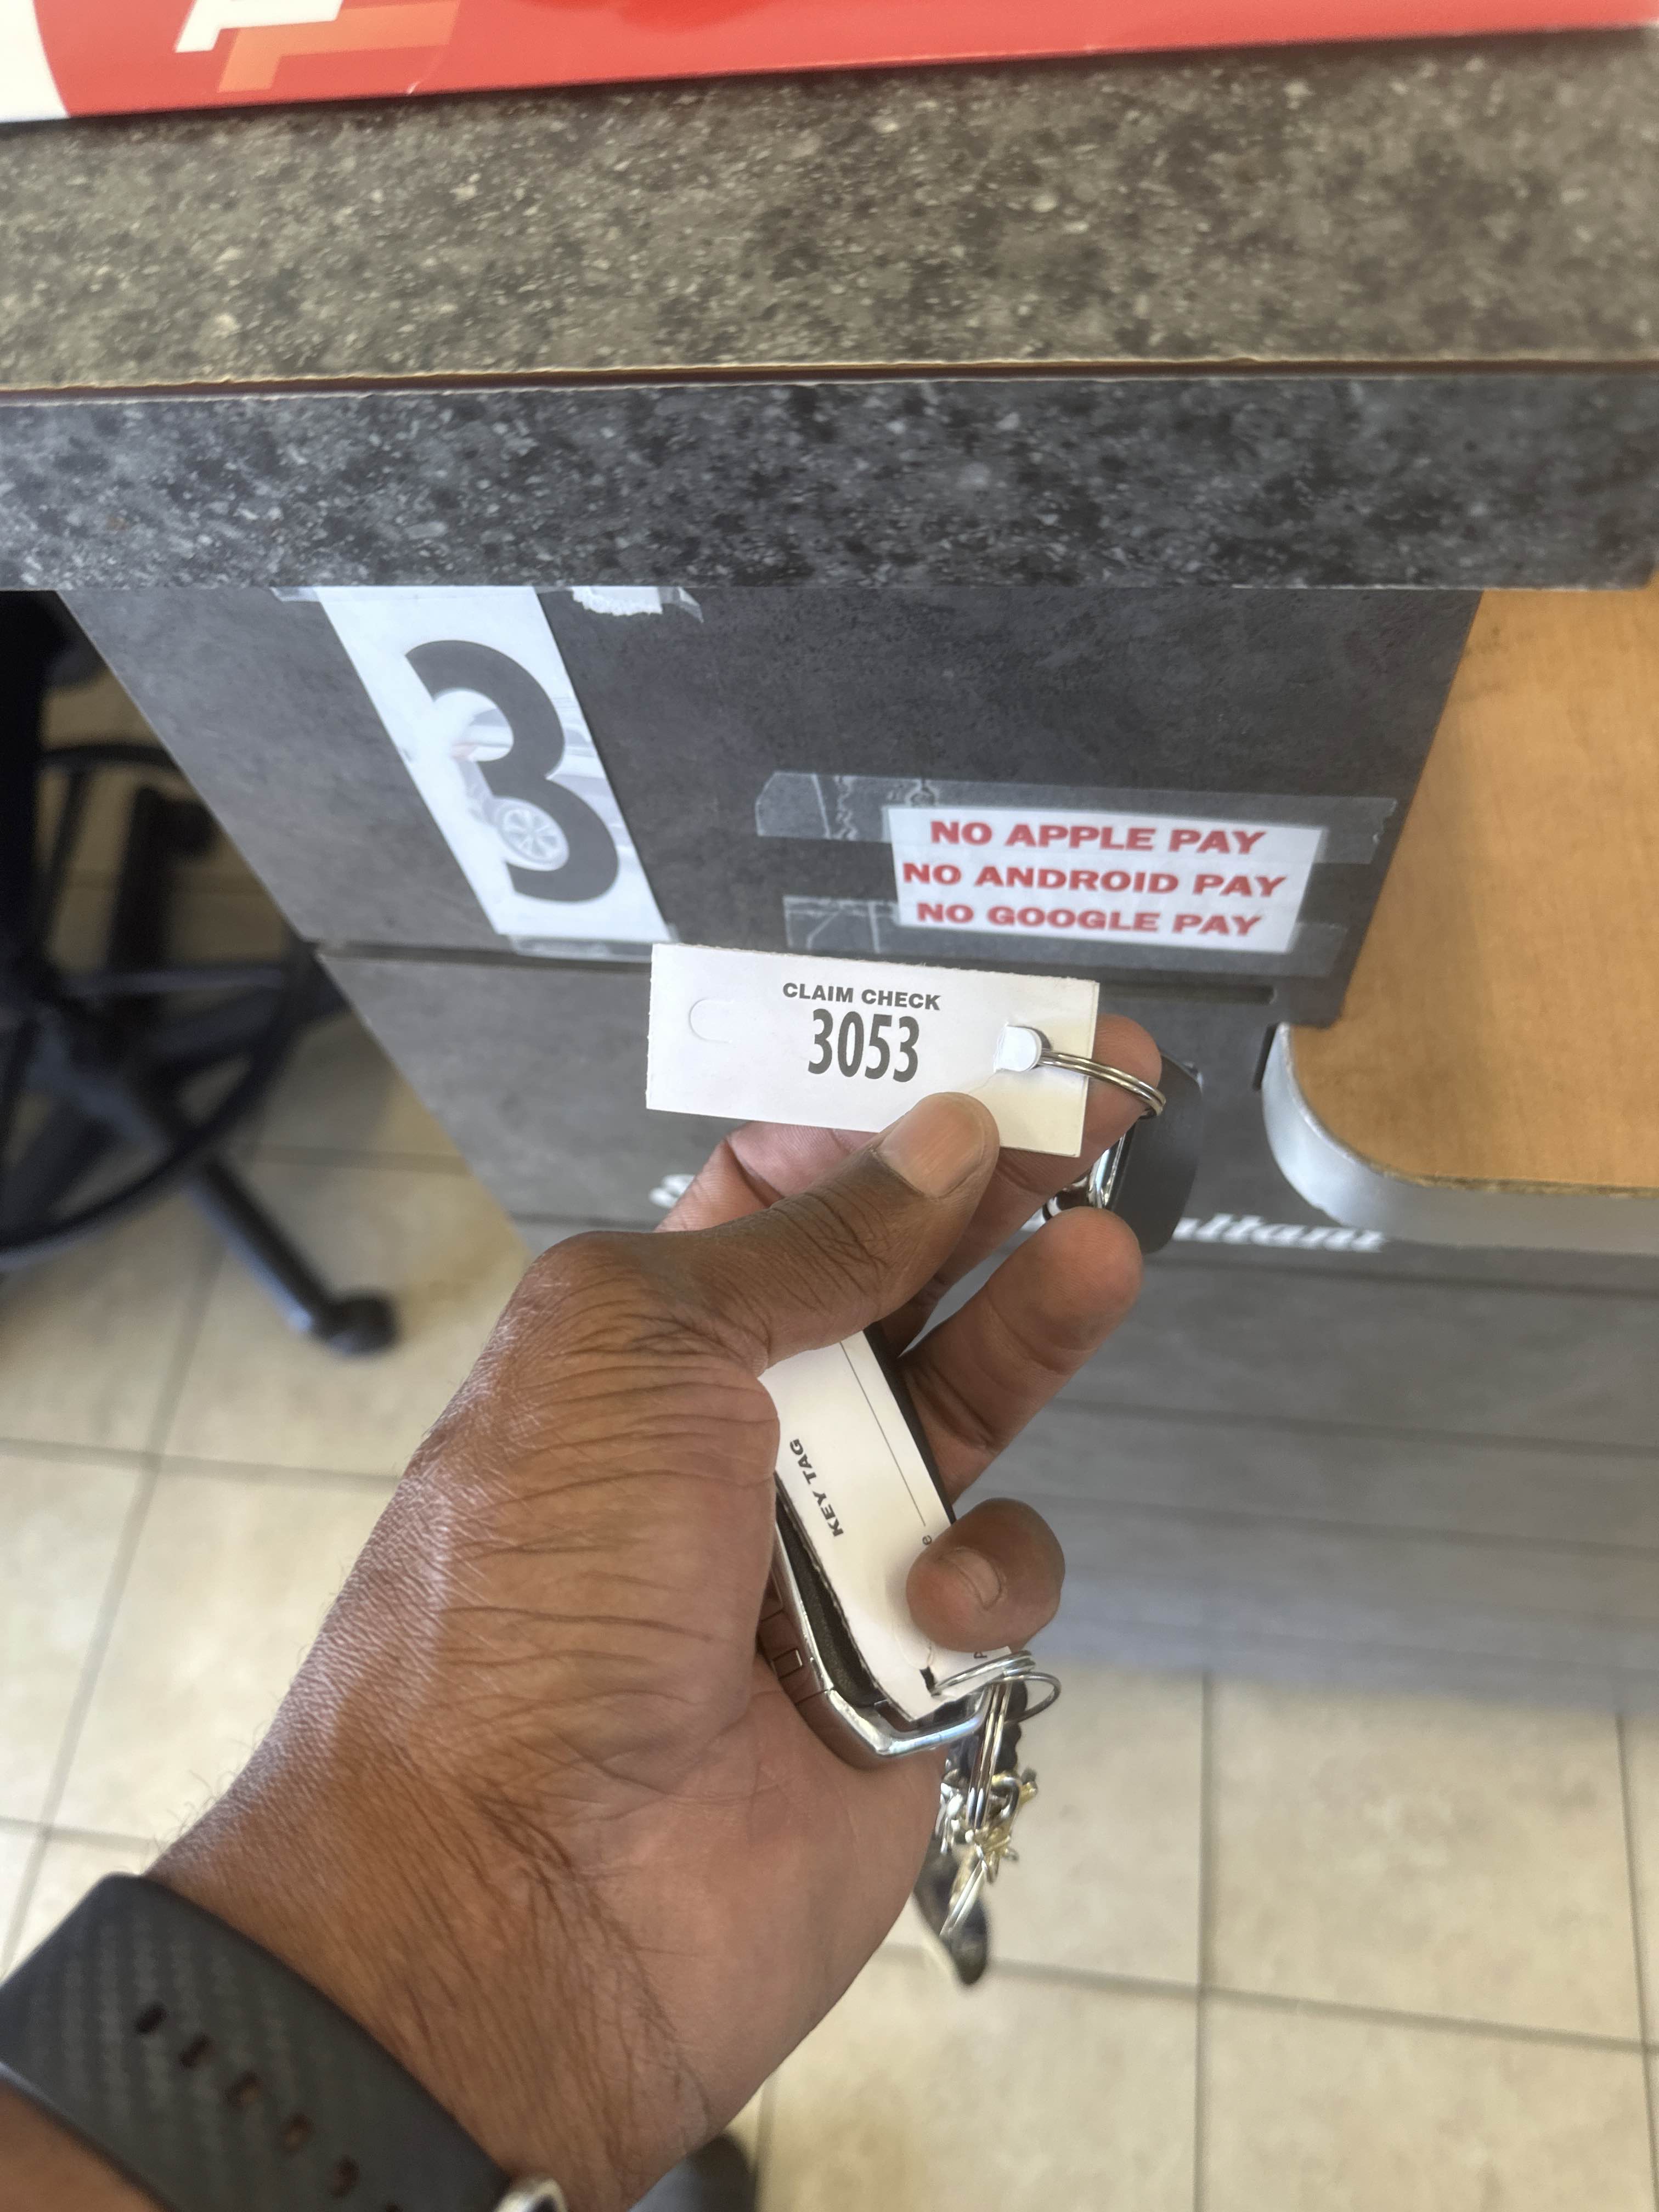 3
NO APPLE PAY
NO ANDROID PAY
NO GOOGLE PAY
CLAIM CHECK
3053
KEY TAG